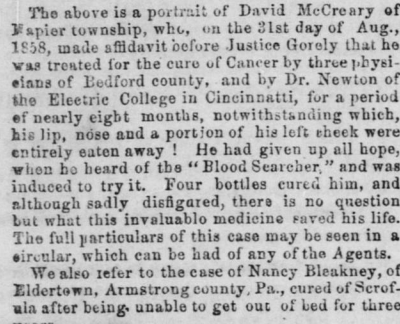 The above is a portrait of David McCreary of
Napier township, who, on the 31st day of Aug.,
1858, made affidavit before Justice Gorely that he
was treated for the cure of Cancer by three physi-
cians of Bedford county, and by Dr. Newton of
the Electric College in Cincinnatti, for a period
of nearly eight months, notwithstanding which,
his lip, nose and a portion of his left cheek were
entirely eaten away ! He had given up all hope,
when he heard of the "Blood Searcher," and was
induced to try it. Four bottles cured him, and
although sadly disfigured, there is no question
but what this invaluable medicine saved his life.
The full particulars of this case may be seen in a
circular, which can be had of any of the Agents.
We also refer to the case of Nancy Bleakney, of
Eldertown, Armstrong county, Pa., cured of Scrof-
ula after being unable to get out of bed for three